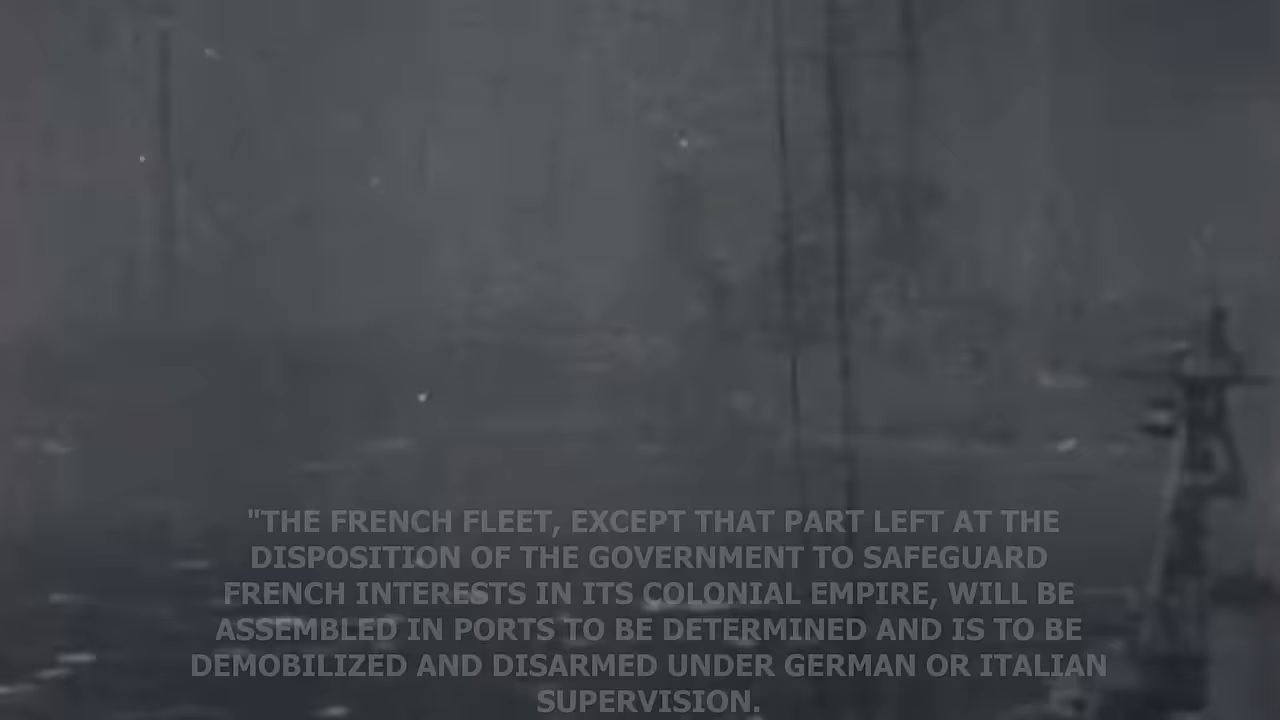 "THE FRENCH FLEET, EXCEPT THAT PART LEFT AT THE
DISPOSITION OF THE GOVERNMENT TO SAFEGUARD
FRENCH INTERESTS IN ITS COLONIAL EMPIRE, WILL BE
ASSEMBLED IN PORTS TO BE DETERMINED AND IS TO BE
DEMOBILIZED AND DISARMED UNDER GERMAN OR ITALIAN
SUPERVISION.